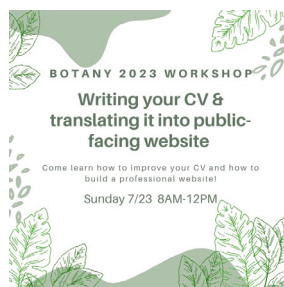 BOTANY 2023 WORKSHOP
Writing your CV &
translating it into public-
facing website
Come learn how to improve your CV and how to
build a professional website!
Sunday 7/23 8AM-12PM